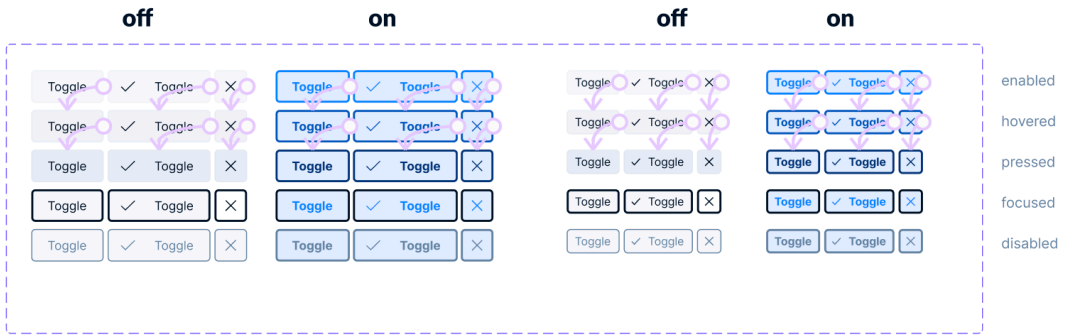 off on off on
Toggle Toggle Toggle Toggle Toggle Toggle Toggle Toggle enabled
Toggle Toggle Toggle Toggle Toggle Toggle Toggle Toggle hovered
Toggle Toggle Toggle Toggle Toggle Toggle Toggle Toggle pressed
Toggle Toggle Toggle Toggle Toggle Toggle Toggle Toggle focused
Toggle Toggle Toggle Toggle Toggle Toggle Toggle Toggle disabled